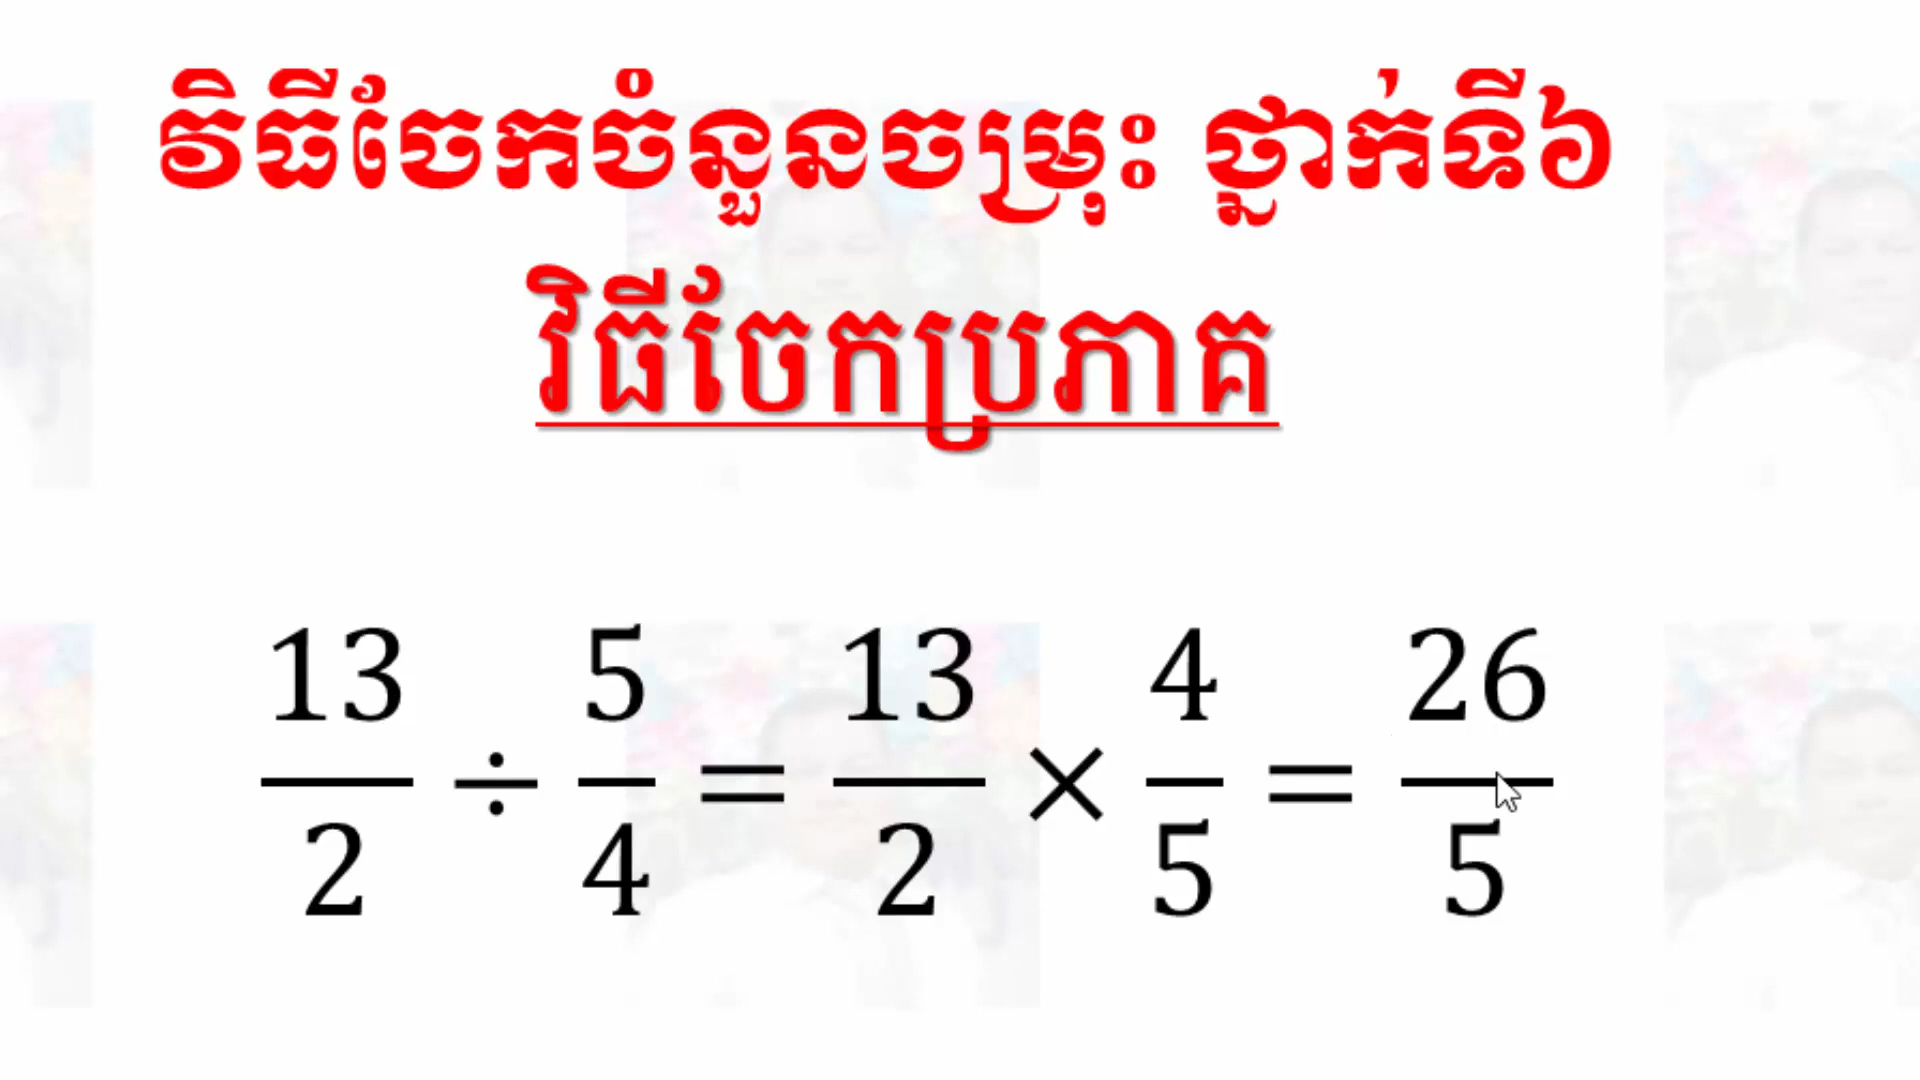 វិធីចែកចំនួនចម្រុះ ថ្នាក់ទី៦
វិធីចែកប្រភាគ
13/2 ÷ 5/4 = 13/2 × 4/5 = 26/5